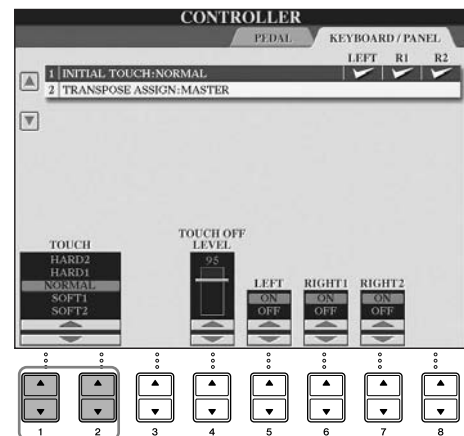 CONTROLLER
PEDAL KEYBOARD / PANEL
LEFT R1 R2
1 INITIAL TOUCH:NORMAL
2 TRANSPOSE ASSIGN:MASTER
TOUCH
HARD2
HARD1
NORMAL
SOFT1
SOFT2
TOUCH OFF
LEVEL
95
LEFT RIGHT1 RIGHT2
ON ON ON
OFF OFF OFF
1 2 3 4 5 6 7 8